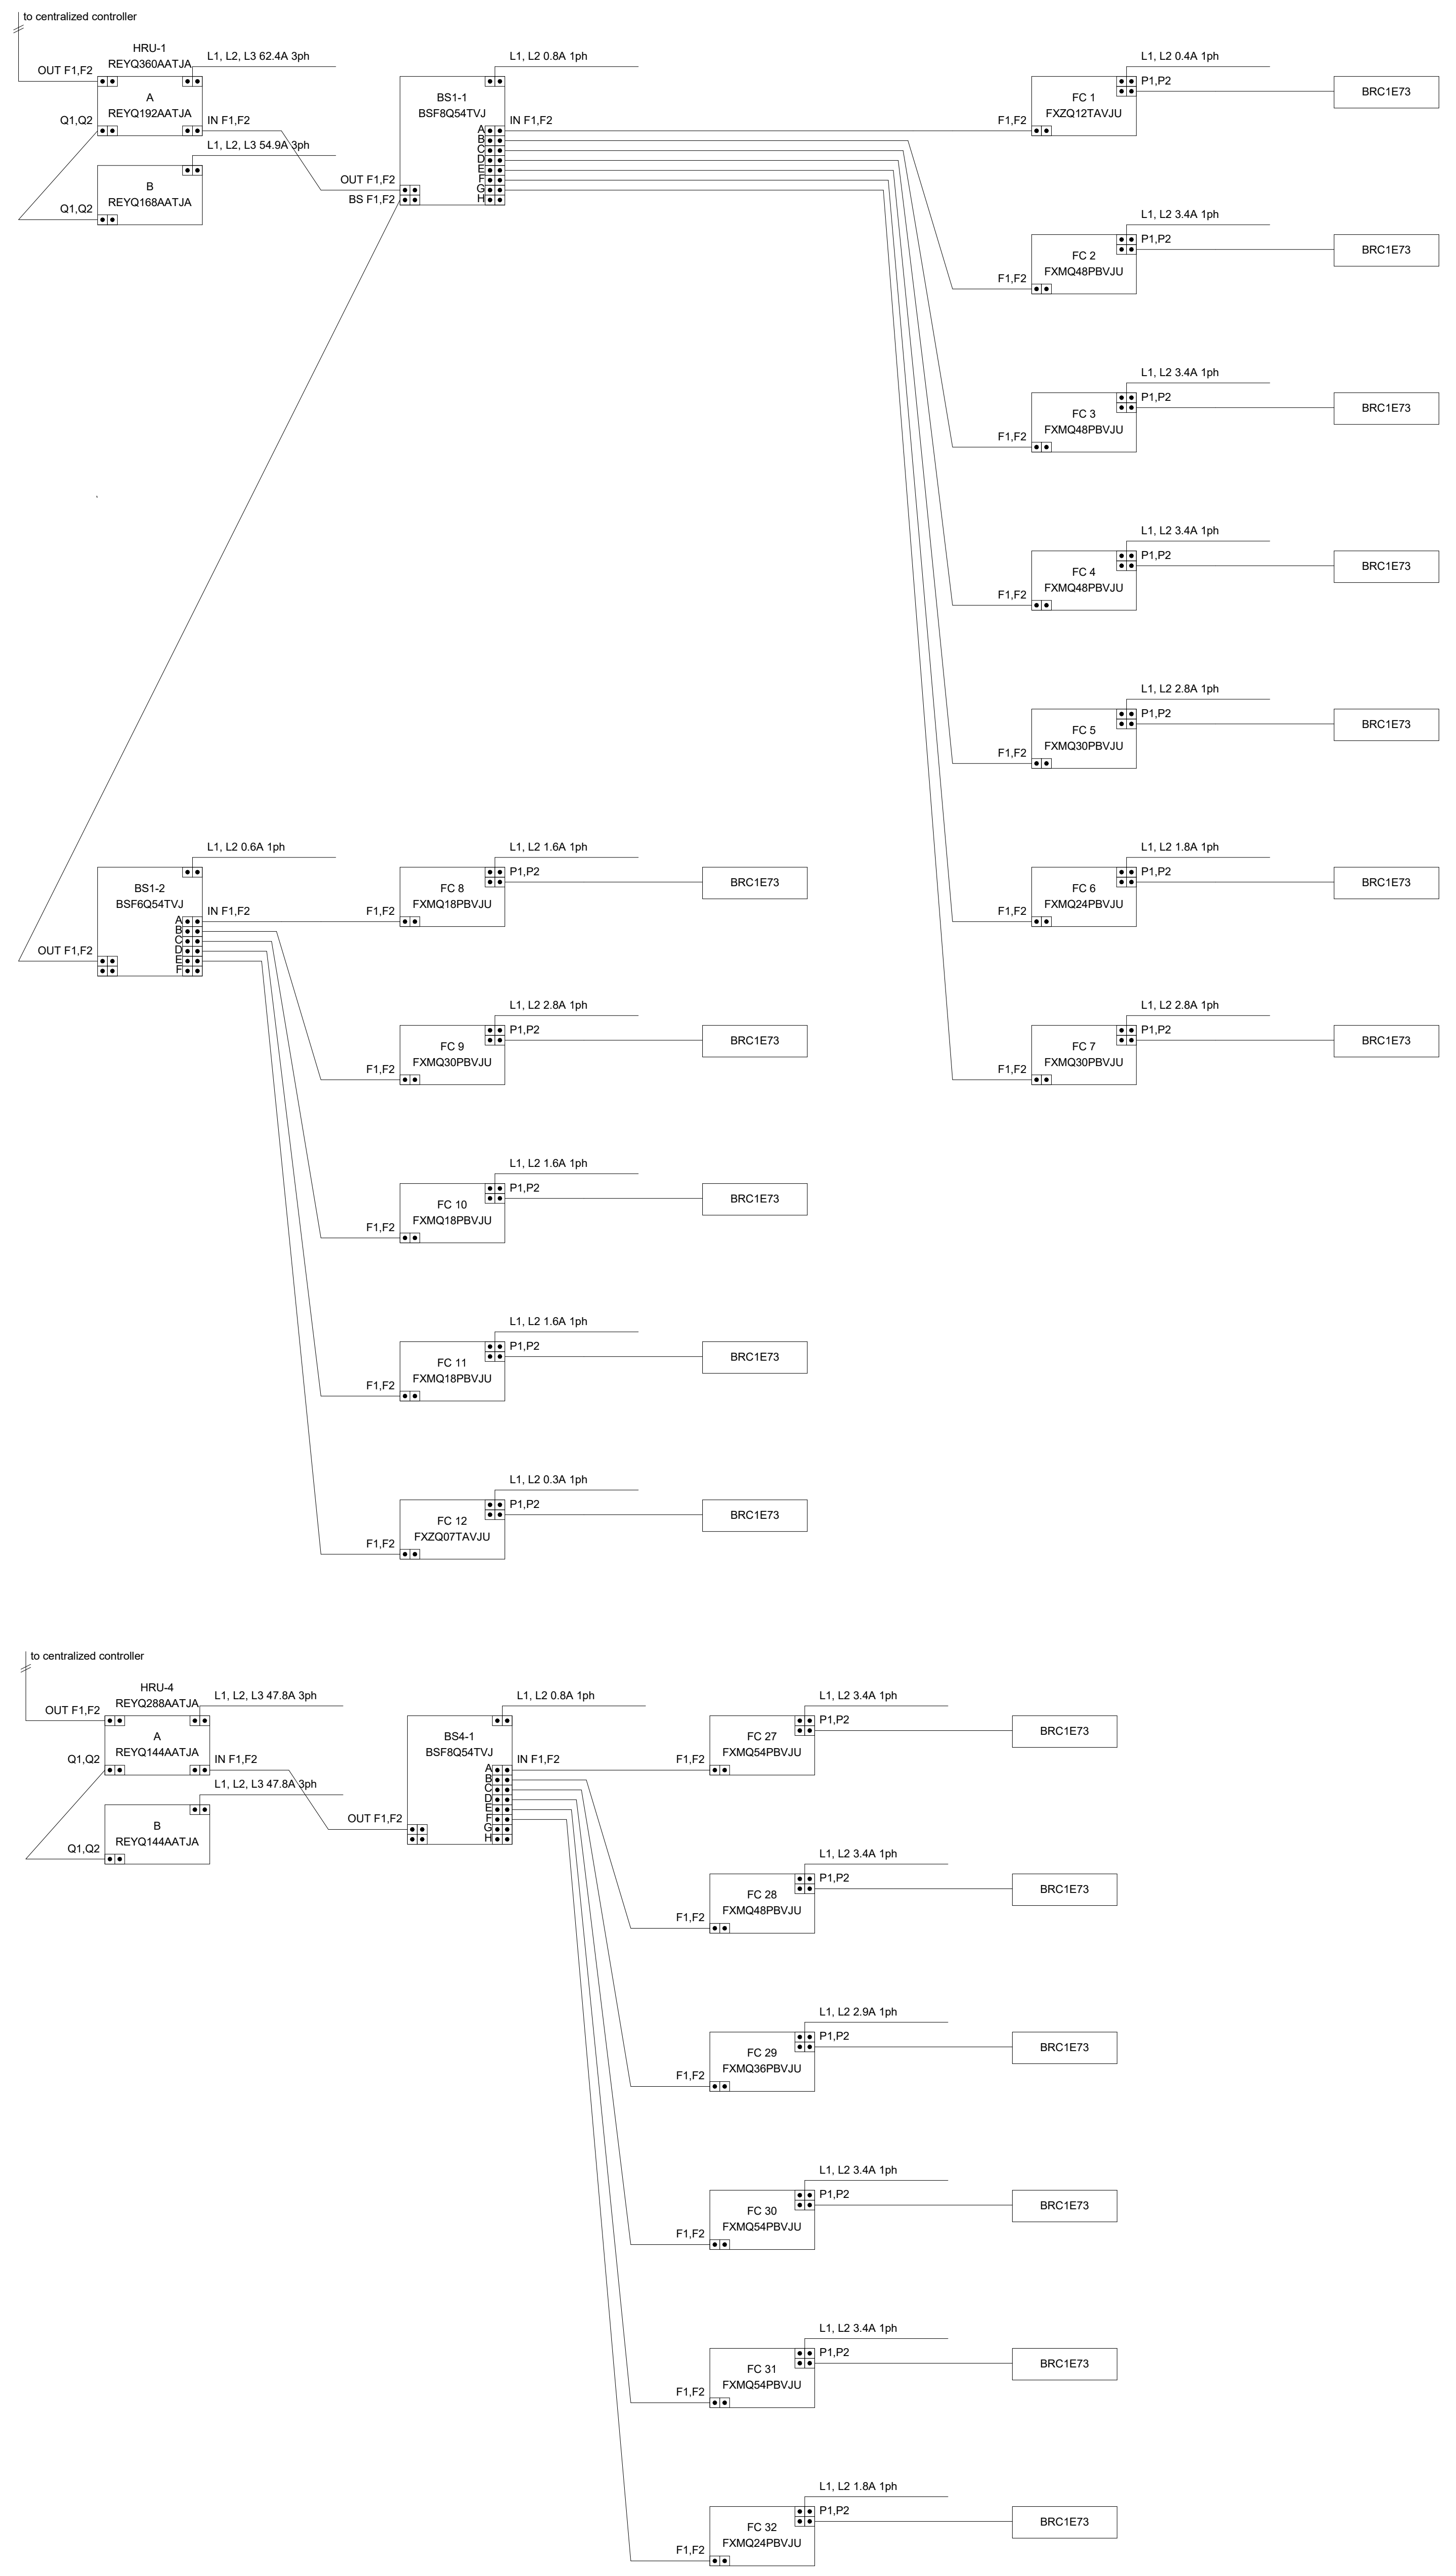 to centralized controller
HRU-1
REYQ360AATJA
L1, L2, L3 62.4A 3ph
OUT F1,F2
A
REYQ192AATJA
Q1,Q2
IN F1,F2
L1, L2, L3 54.9A 3ph
B
REYQ168AATJA
Q1,Q2
L1, L2 0.8A 1ph
BS1-1
BSF8Q54TVJ
A
B
C
D
E
F
G
H
IN F1,F2
OUT F1,F2
BS F1,F2
L1, L2 0.4A 1ph
P1,P2
FC 1
FXZQ12TAVJU
F1,F2
BRC1E73
L1, L2 3.4A 1ph
P1,P2
FC 2
FXMQ48PBVJU
F1,F2
BRC1E73
L1, L2 3.4A 1ph
P1,P2
FC 3
FXMQ48PBVJU
F1,F2
BRC1E73
L1, L2 3.4A 1ph
P1,P2
FC 4
FXMQ48PBVJU
F1,F2
BRC1E73
L1, L2 2.8A 1ph
P1,P2
FC 5
FXMQ30PBVJU
F1,F2
BRC1E73
L1, L2 1.8A 1ph
P1,P2
FC 6
FXMQ24PBVJU
F1,F2
BRC1E73
L1, L2 2.8A 1ph
P1,P2
FC 7
FXMQ30PBVJU
F1,F2
BRC1E73
L1, L2 0.6A 1ph
BS1-2
BSF6Q54TVJ
A
B
C
D
E
F
IN F1,F2
OUT F1,F2
L1, L2 1.6A 1ph
P1,P2
FC 8
FXMQ18PBVJU
F1,F2
BRC1E73
L1, L2 2.8A 1ph
P1,P2
FC 9
FXMQ30PBVJU
F1,F2
BRC1E73
L1, L2 1.6A 1ph
P1,P2
FC 10
FXMQ18PBVJU
F1,F2
BRC1E73
L1, L2 1.6A 1ph
P1,P2
FC 11
FXMQ18PBVJU
F1,F2
BRC1E73
L1, L2 0.3A 1ph
P1,P2
FC 12
FXZQ07TAVJU
F1,F2
BRC1E73
to centralized controller
HRU-4
REYQ288AATJA
L1, L2, L3 47.8A 3ph
OUT F1,F2
A
REYQ144AATJA
Q1,Q2
IN F1,F2
L1, L2, L3 47.8A 3ph
B
REYQ144AATJA
Q1,Q2
L1, L2 0.8A 1ph
BS4-1
BSF8Q54TVJ
A
B
C
D
E
F
G
H
IN F1,F2
OUT F1,F2
L1, L2 3.4A 1ph
P1,P2
FC 27
FXMQ54PBVJU
F1,F2
BRC1E73
L1, L2 3.4A 1ph
P1,P2
FC 28
FXMQ48PBVJU
F1,F2
BRC1E73
L1, L2 2.9A 1ph
P1,P2
FC 29
FXMQ36PBVJU
F1,F2
BRC1E73
L1, L2 3.4A 1ph
P1,P2
FC 30
FXMQ54PBVJU
F1,F2
BRC1E73
L1, L2 3.4A 1ph
P1,P2
FC 31
FXMQ54PBVJU
F1,F2
BRC1E73
L1, L2 1.8A 1ph
P1,P2
FC 32
FXMQ24PBVJU
F1,F2
BRC1E73